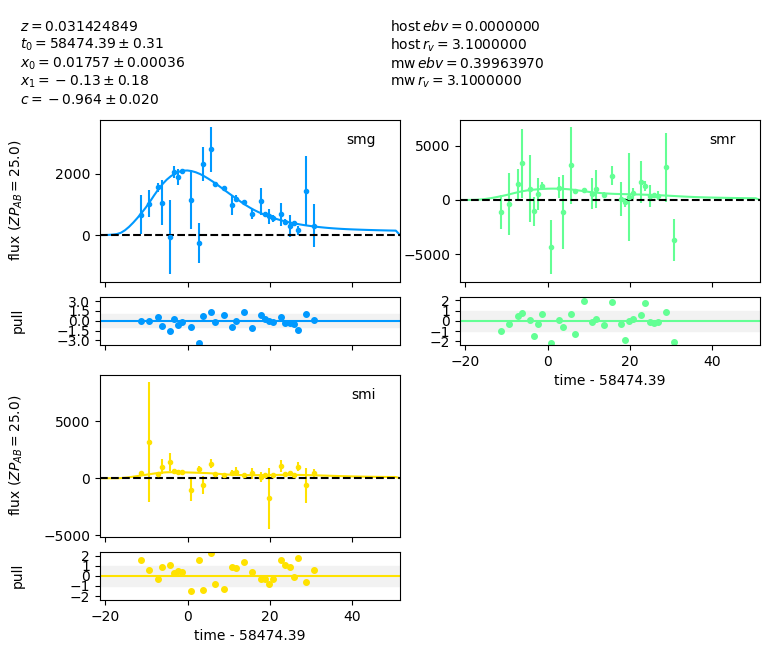 z = 0.031424849
t₀ = 58474.39 ± 0.31
x₀ = 0.01757 ± 0.00036
x₁ = −0.13 ± 0.18
c = −0.964 ± 0.020
host ebv = 0.0000000
host r_v = 3.1000000
mw ebv = 0.39963970
mw r_v = 3.1000000
smg
flux (ZP_AB = 25.0)
2000
0
pull
3.0
1.5
0.0
−1.5
−3.0
smr
5000
0
−5000
2
1
0
−1
−2
−20 0 20 40
time - 58474.39
smi
flux (ZP_AB = 25.0)
5000
0
−5000
pull
2
1
0
−1
−2
−20 0 20 40
time - 58474.39